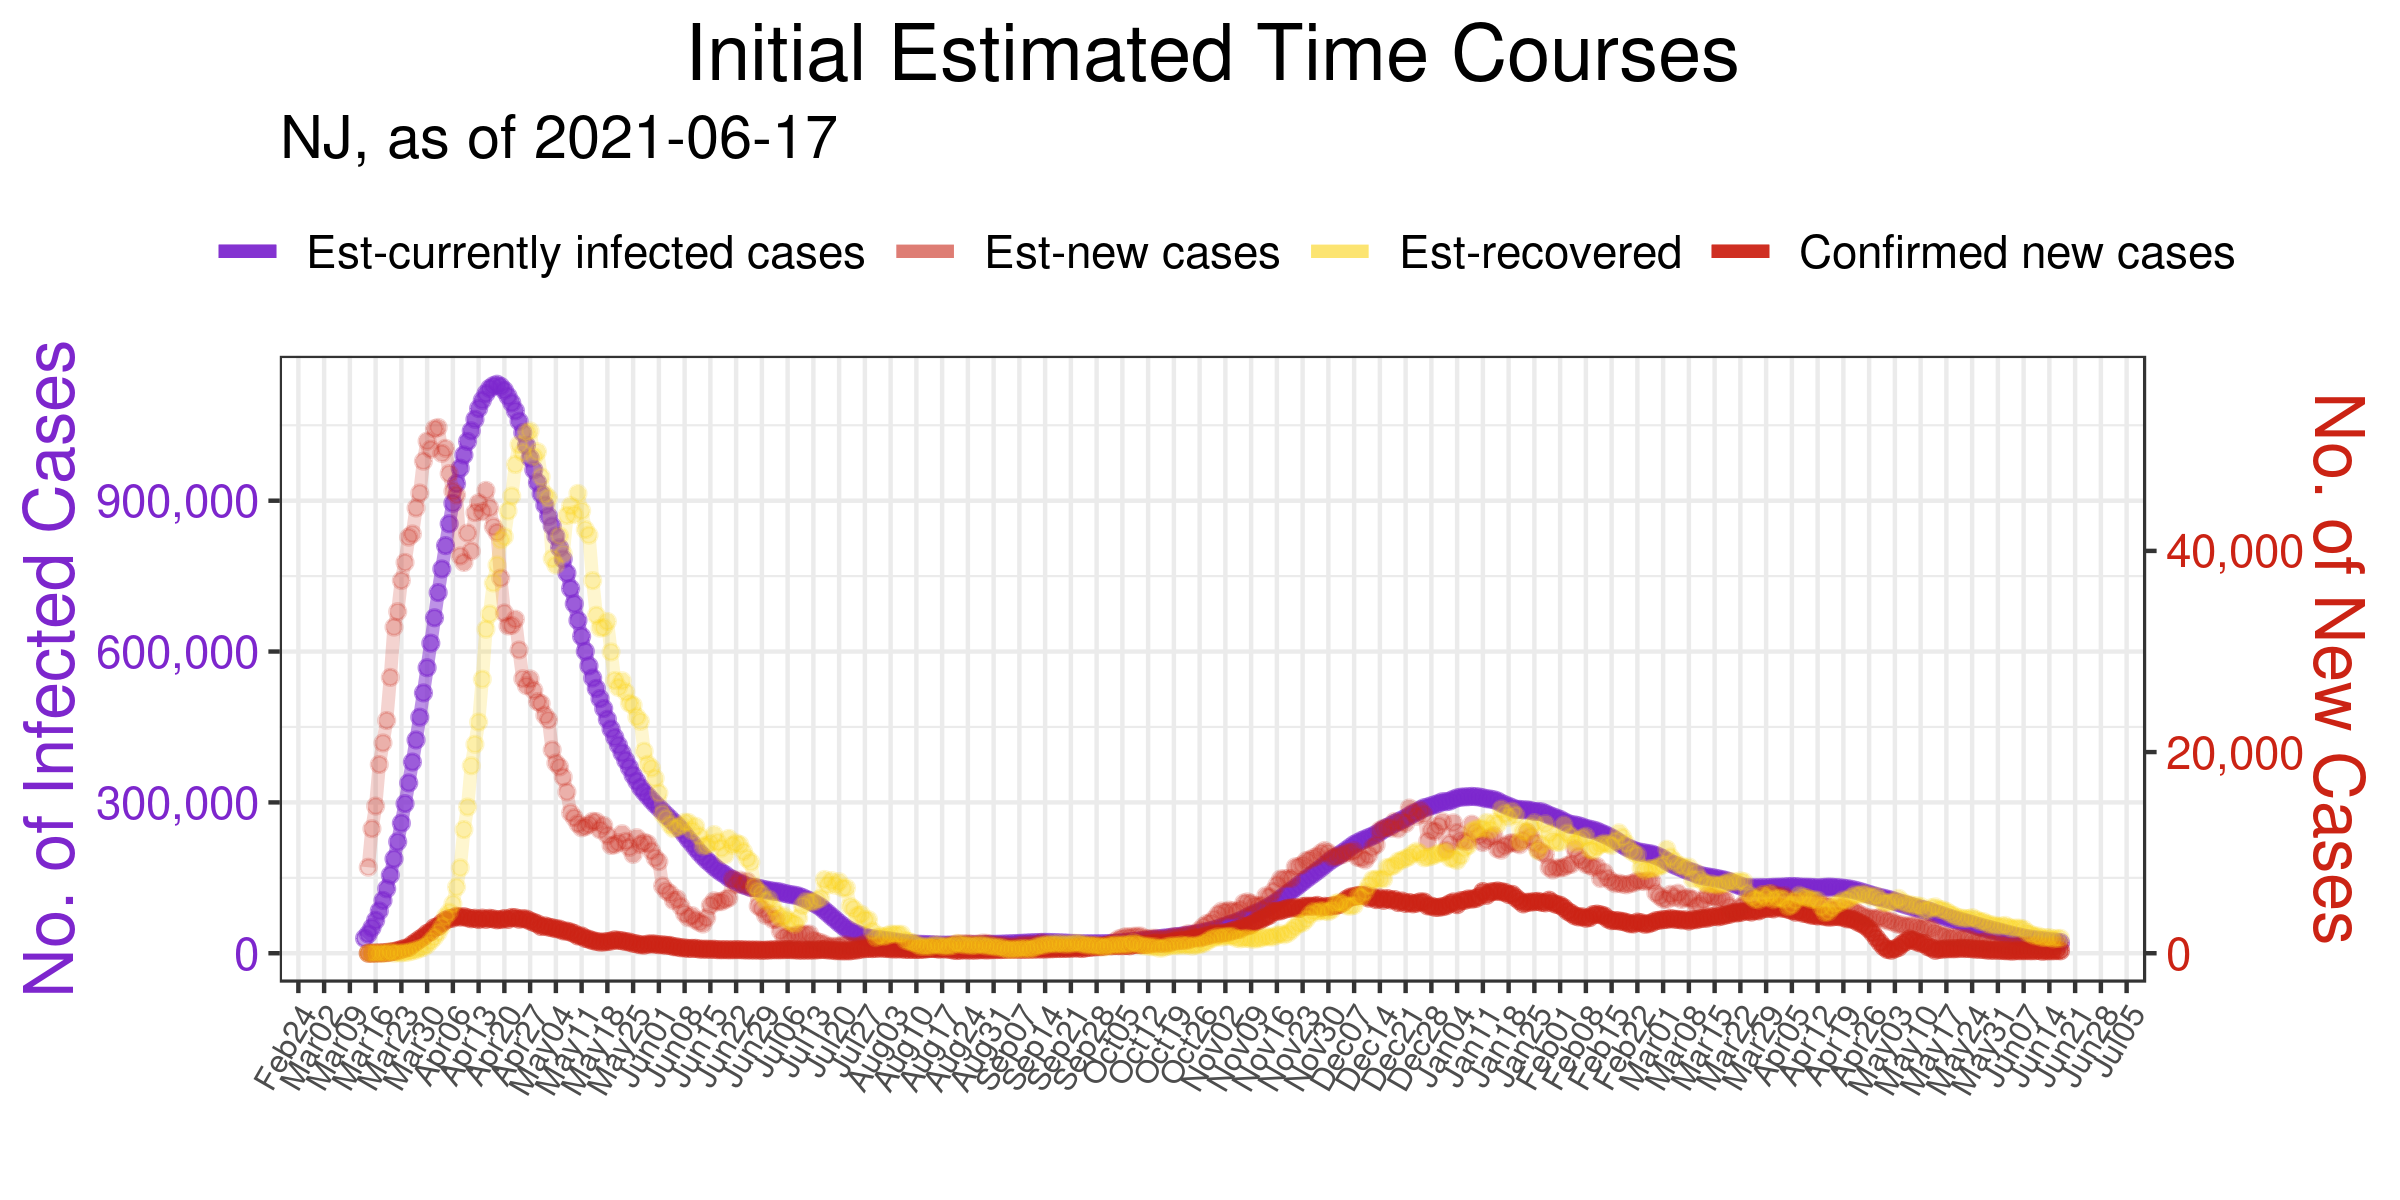 Initial Estimated Time Courses
NJ, as of 2021-06-17
Est-currently infected cases Est-new cases Est-recovered Confirmed new cases
No. of Infected Cases
900,000
600,000
300,000
0
40,000
20,000
0
No. of New Cases
Feb24 Mar02 Mar09 Mar16 Mar23 Mar30 Apr06 Apr13 Apr20 Apr27 May04 May11 May18 May25 Jun01 Jun08 Jun15 Jun22 Jun29 Jul06 Jul13 Jul20 Jul27 Aug03 Aug10 Aug17 Aug24 Aug31 Sep07 Sep14 Sep21 Sep28 Oct05 Oct12 Oct19 Oct26 Nov02 Nov09 Nov16 Nov23 Nov30 Dec07 Dec14 Dec21 Dec28 Jan04 Jan11 Jan18 Jan25 Feb01 Feb08 Feb15 Feb22 Mar01 Mar08 Mar15 Mar22 Mar29 Apr05 Apr12 Apr19 Apr26 May03 May10 May17 May24 May31 Jun07 Jun14 Jun21 Jun28 Jul05